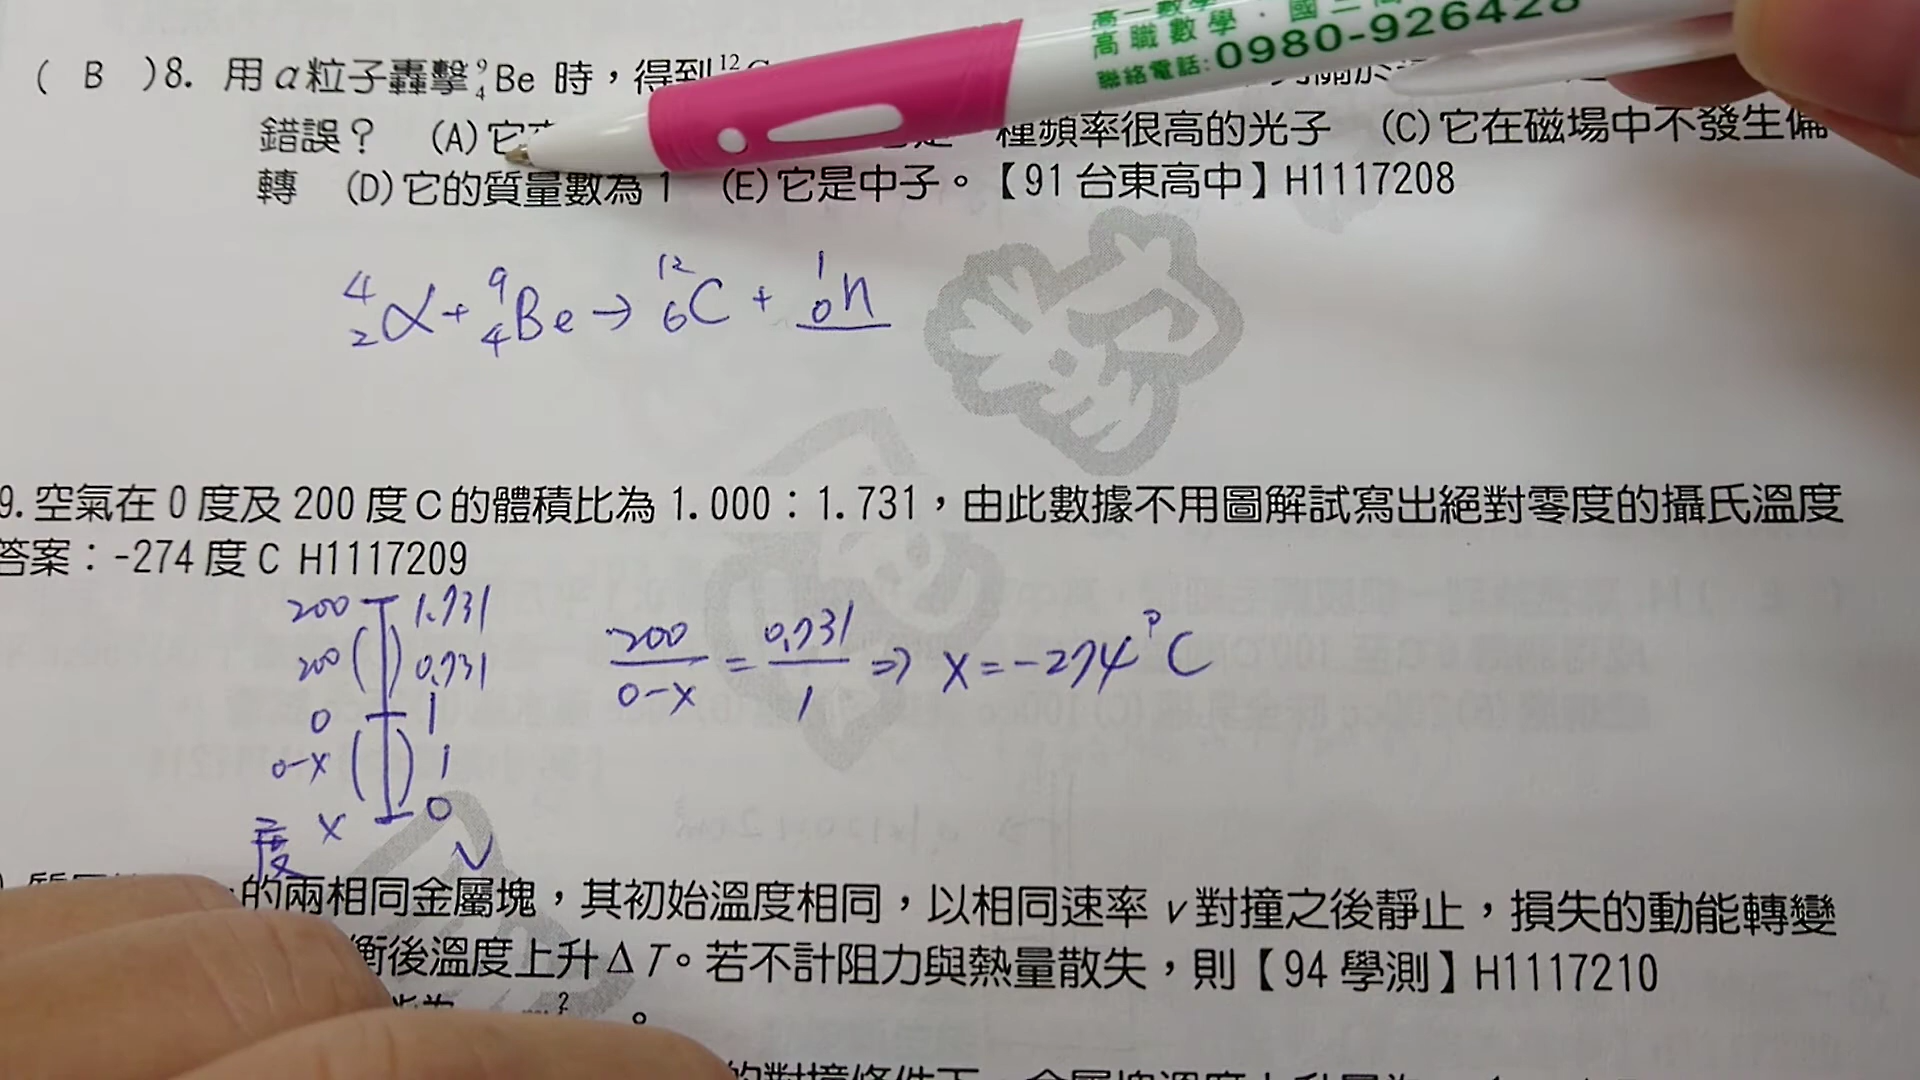 高職數學．國二
聯絡電話:0980-926428
( B )8. 用α粒子轟擊⁹₄Be 時，得到¹²
錯誤？ (A)它 種頻率很高的光子 (C)它在磁場中不發生偏
轉 (D)它的質量數為 1 (E)它是中子。【91 台東高中】H1117208
⁴₂α + ⁹₄Be → ¹²₆C + ¹₀n
9.空氣在 0 度及 200 度C的體積比為 1.000：1.731，由此數據不用圖解試寫出絕對零度的攝氏溫度
答案：-274 度C H1117209
200 1.731
200 0.731
0 1
0-x 1
x 0
度 V
200/(0-x) = 0.731/1 ⇒ x = -274°C
的兩相同金屬塊，其初始溫度相同，以相同速率 v 對撞之後靜止，損失的動能轉變
衡後溫度上升ΔT。若不計阻力與熱量散失，則【94 學測】H1117210